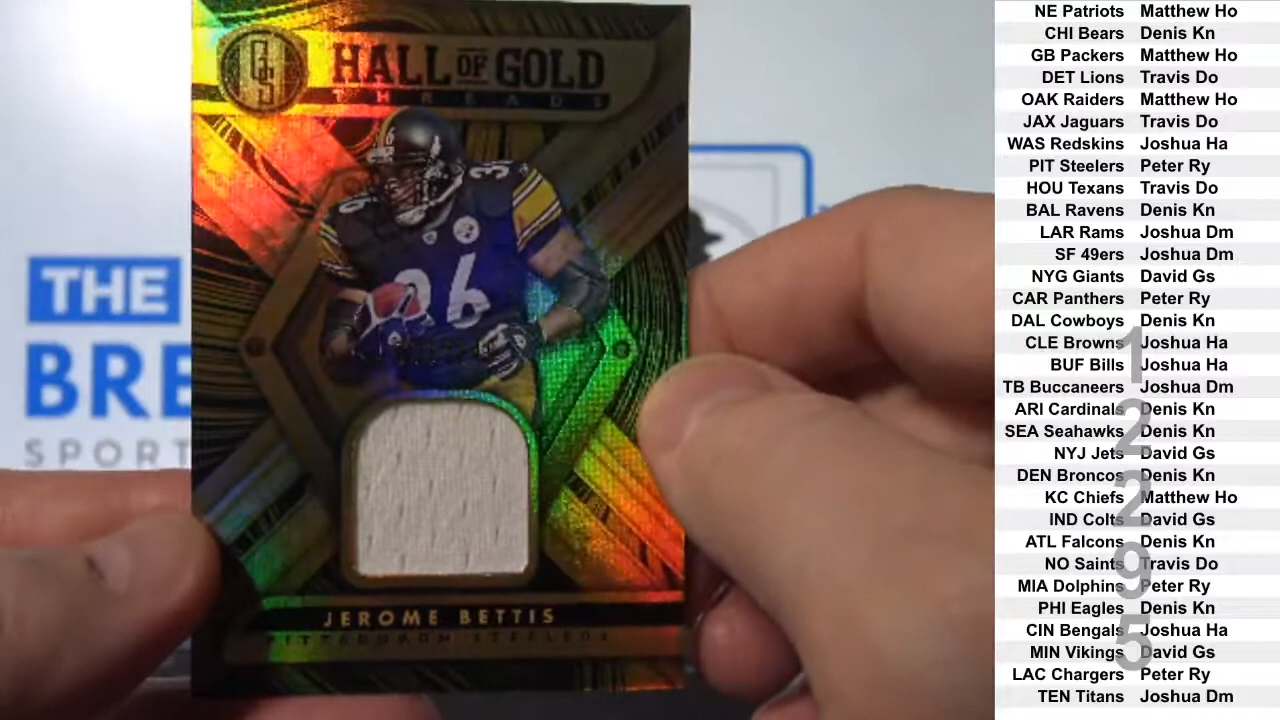 GS
HALL OF GOLD
THREADS
36
36
36
JEROME BETTIS
PITTSBURGH STEELERS
THE
BRE
SPORT
NE Patriots Matthew Ho
CHI Bears Denis Kn
GB Packers Matthew Ho
DET Lions Travis Do
OAK Raiders Matthew Ho
JAX Jaguars Travis Do
WAS Redskins Joshua Ha
PIT Steelers Peter Ry
HOU Texans Travis Do
BAL Ravens Denis Kn
LAR Rams Joshua Dm
SF 49ers Joshua Dm
NYG Giants David Gs
CAR Panthers Peter Ry
DAL Cowboys Denis Kn
CLE Browns Joshua Ha
BUF Bills Joshua Ha
TB Buccaneers Joshua Dm
ARI Cardinals Denis Kn
SEA Seahawks Denis Kn
NYJ Jets David Gs
DEN Broncos Denis Kn
KC Chiefs Matthew Ho
IND Colts David Gs
ATL Falcons Denis Kn
NO Saints Travis Do
MIA Dolphins Peter Ry
PHI Eagles Denis Kn
CIN Bengals Joshua Ha
MIN Vikings David Gs
LAC Chargers Peter Ry
TEN Titans Joshua Dm
12295